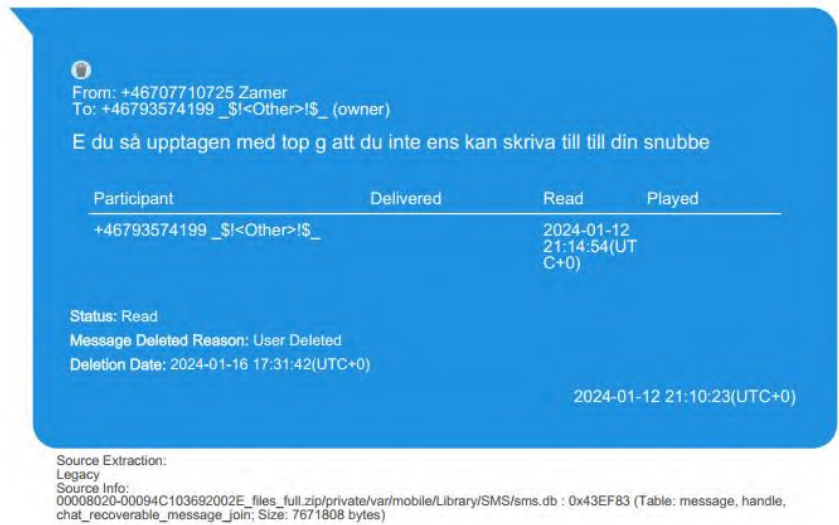 From: +46707710725 Zamer
To: +46793574199 _$!<Other>!$_ (owner)
E du så upptagen med top g att du inte ens kan skriva till till din snubbe
Participant Delivered Read Played
+46793574199 _$!<Other>!$_ 2024-01-12
21:14:54(UT
C+0)
Status: Read
Message Deleted Reason: User Deleted
Deletion Date: 2024-01-16 17:31:42(UTC+0)
2024-01-12 21:10:23(UTC+0)
Source Extraction:
Legacy
Source Info:
00008020-00094C103692002E_files_full.zip/private/var/mobile/Library/SMS/sms.db : 0x43EF83 (Table: message, handle,
chat_recoverable_message_join; Size: 7671808 bytes)